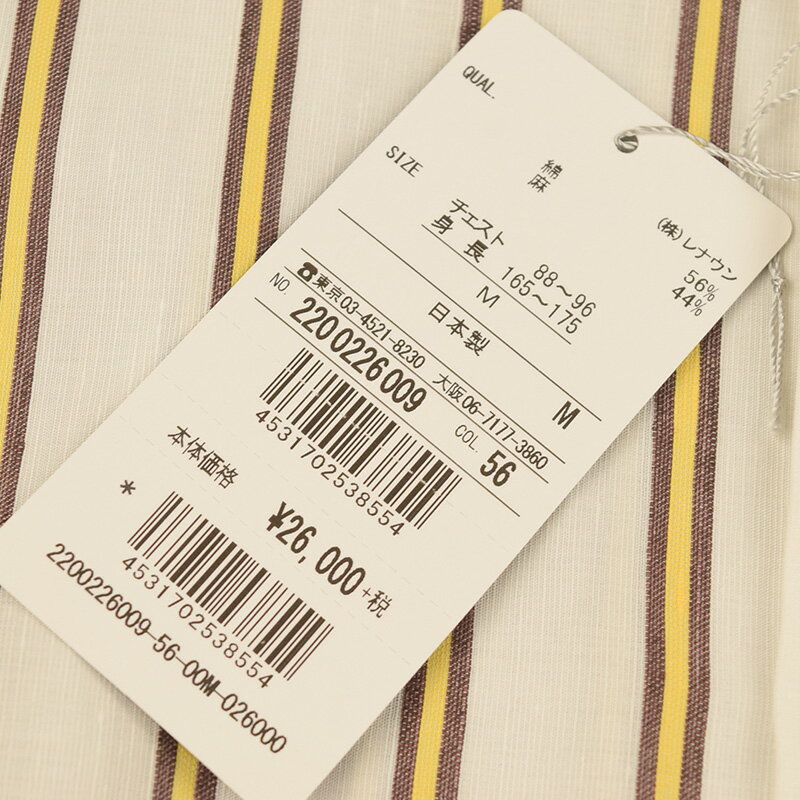 QUAL.
(株)レナウン
綿 56%
麻 44%
SIZE
チェスト 88～96
身長 165～175
M
日本製
M
☎東京03-4521-8230 大阪06-7177-3860
NO. 2200226009 COL. 56
4531702538554
本体価格 ¥26,000+税
*
4531702538554
2200226009-56-00M-026000